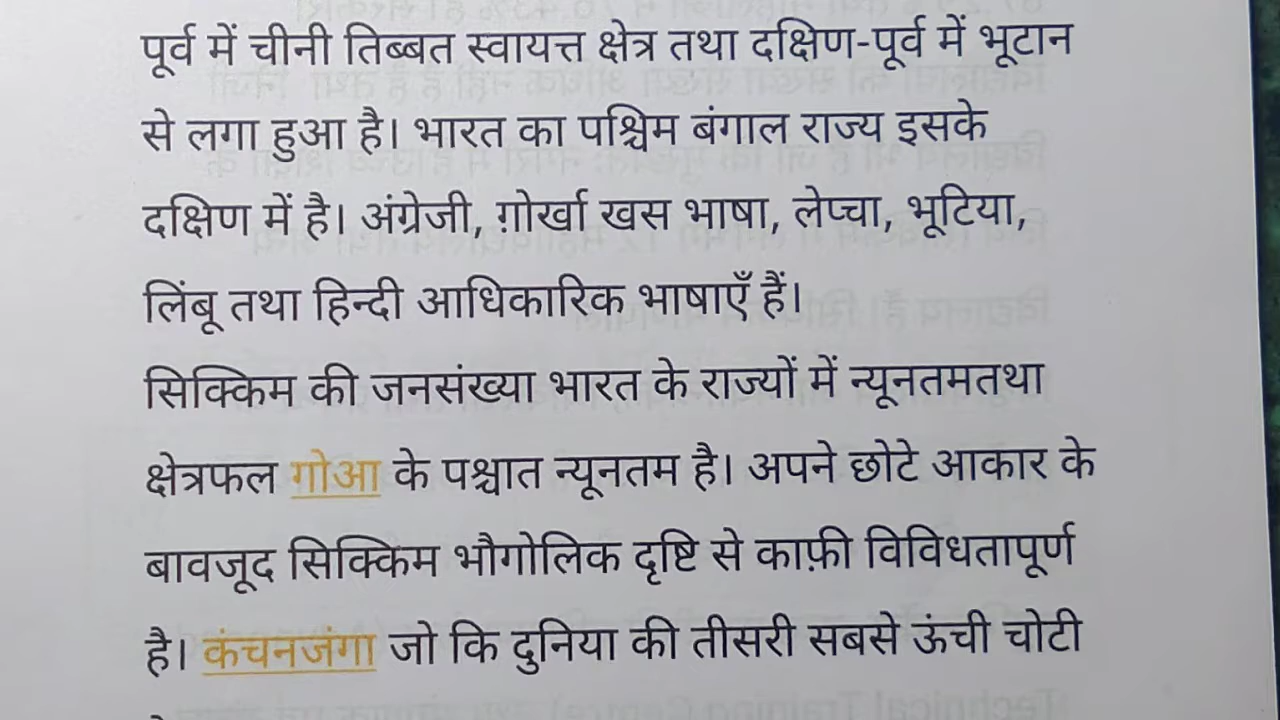 पूर्व में चीनी तिब्बत स्वायत्त क्षेत्र तथा दक्षिण-पूर्व में भूटान
से लगा हुआ है। भारत का पश्चिम बंगाल राज्य इसके
दक्षिण में है। अंग्रेजी, ग़ोर्खा खस भाषा, लेप्चा, भूटिया,
लिंबू तथा हिन्दी आधिकारिक भाषाएँ हैं।
सिक्किम की जनसंख्या भारत के राज्यों में न्यूनतमतथा
क्षेत्रफल गोआ के पश्चात न्यूनतम है। अपने छोटे आकार के
बावजूद सिक्किम भौगोलिक दृष्टि से काफ़ी विविधतापूर्ण
है। कंचनजंगा जो कि दुनिया की तीसरी सबसे ऊंची चोटी